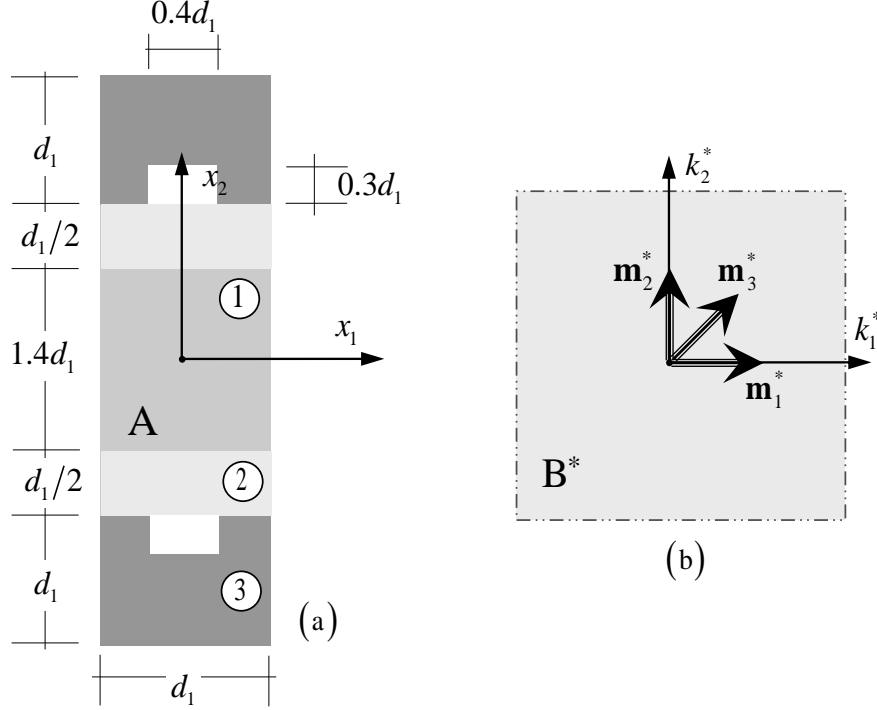 0.4d₁
d₁
x₂
0.3d₁
d₁/2
1
x₁
1.4d₁
A
d₁/2
2
d₁
3
(a)
d₁
k₂*
m₂*
m₃*
k₁*
m₁*
B*
(b)